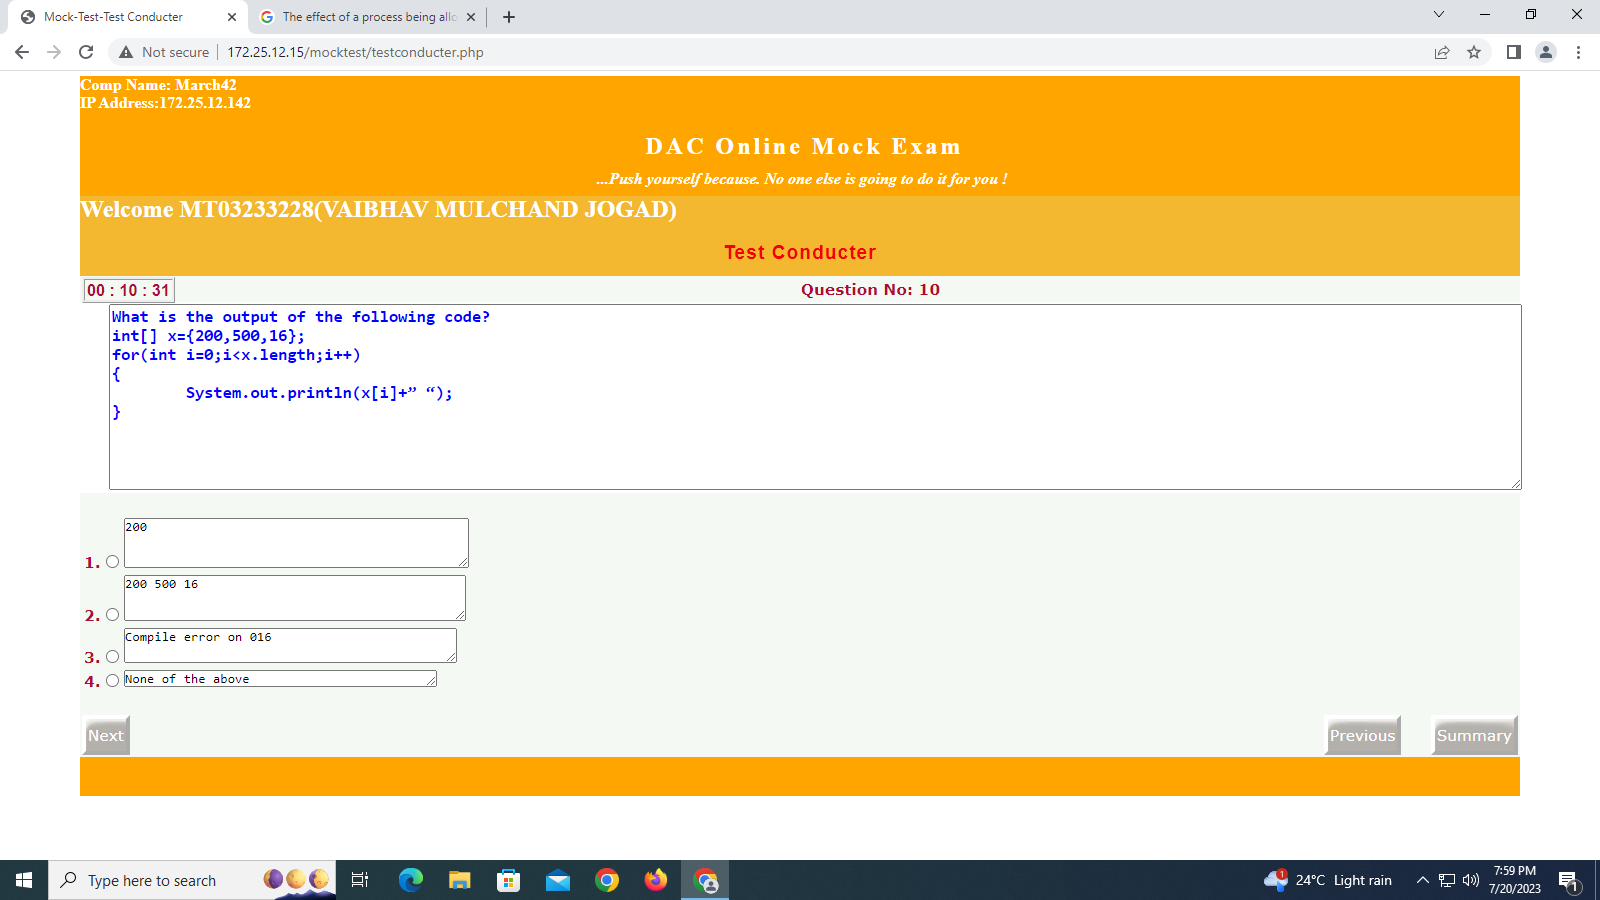 Mock-Test-Test Conducter
The effect of a process being allo
Not secure
172.25.12.15/mocktest/testconducter.php
Comp Name: March42
IP Address:172.25.12.142
DAC Online Mock Exam
...Push yourself because. No one else is going to do it for you !
Welcome MT03233228(VAIBHAV MULCHAND JOGAD)
Test Conducter
00 : 10 : 31
Question No: 10
What is the output of the following code?
int[] x={200,500,16};
for(int i=0;i<x.length;i++)
{
System.out.println(x[i]+” “);
}
200
1.
200 500 16
2.
Compile error on 016
3.
None of the above
4.
Next
Previous
Summary
Type here to search
1
24°C Light rain
7:59 PM
7/20/2023
1